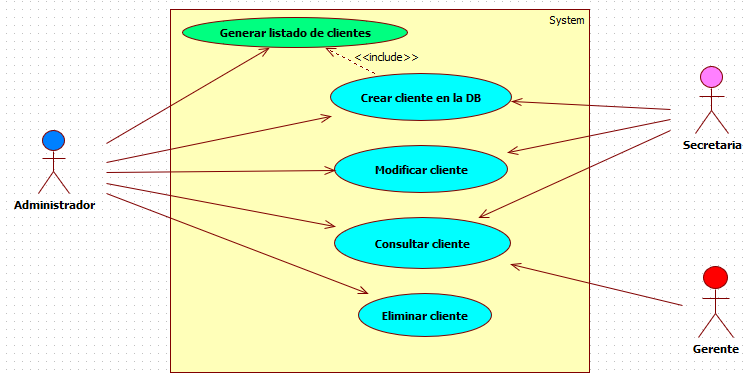 System
Generar listado de clientes
<<include>>
Crear cliente en la DB
Secretaria
Modificar cliente
Administrador
Consultar cliente
Eliminar cliente
Gerente